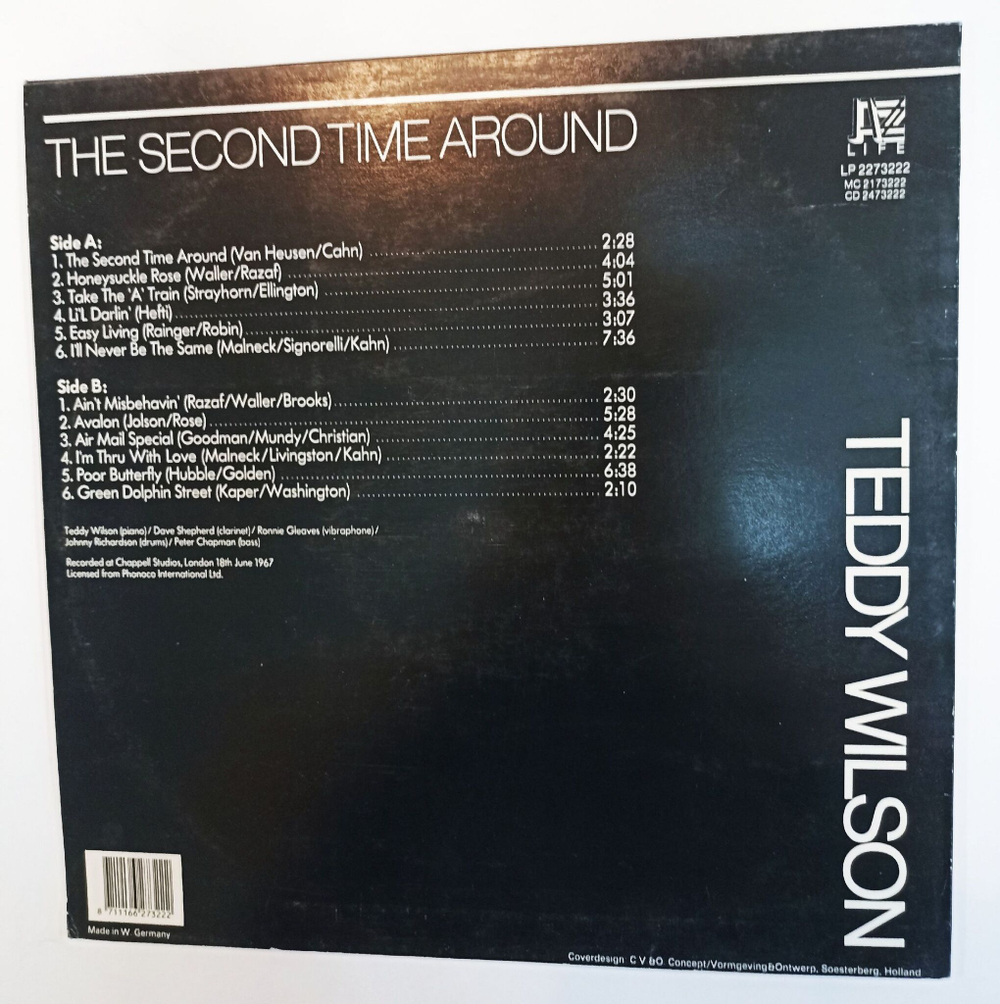 THE SECOND TIME AROUND
JAZZ
LIFE
LP 2273222
MC 2173222
CD 2473222
Side A:
1. The Second Time Around (Van Heusen/Cahn) 2:28
2. Honeysuckle Rose (Waller/Razaf) 4:04
3. Take The 'A' Train (Strayhorn/Ellington) 5:01
4. Li'L Darlin' (Hefti) 3:36
5. Easy Living (Rainger/Robin) 3:07
6. I'll Never Be The Same (Malneck/Signorelli/Kahn) 7:36
Side B:
1. Ain't Misbehavin' (Razaf/Waller/Brooks) 2:30
2. Avalon (Jolson/Rose) 5:28
3. Air Mail Special (Goodman/Mundy/Christian) 4:25
4. I'm Thru With Love (Malneck/Livingston/Kahn) 2:22
5. Poor Butterfly (Hubble/Golden) 6:38
6. Green Dolphin Street (Kaper/Washington) 2:10
Teddy Wilson (piano)/ Dave Shepherd (clarinet)/ Ronnie Gleaves (vibraphone)/
Johnny Richardson (drums)/ Peter Chapman (bass)
Recorded at Chappell Studios, London 18th June 1967
Licensed from Phonoco International Ltd.
TEDDY WILSON
8 711166 273222
Made in W. Germany
Coverdesign: C V &O. Concept/Vormgeving&Ontwerp, Soesterberg, Holland